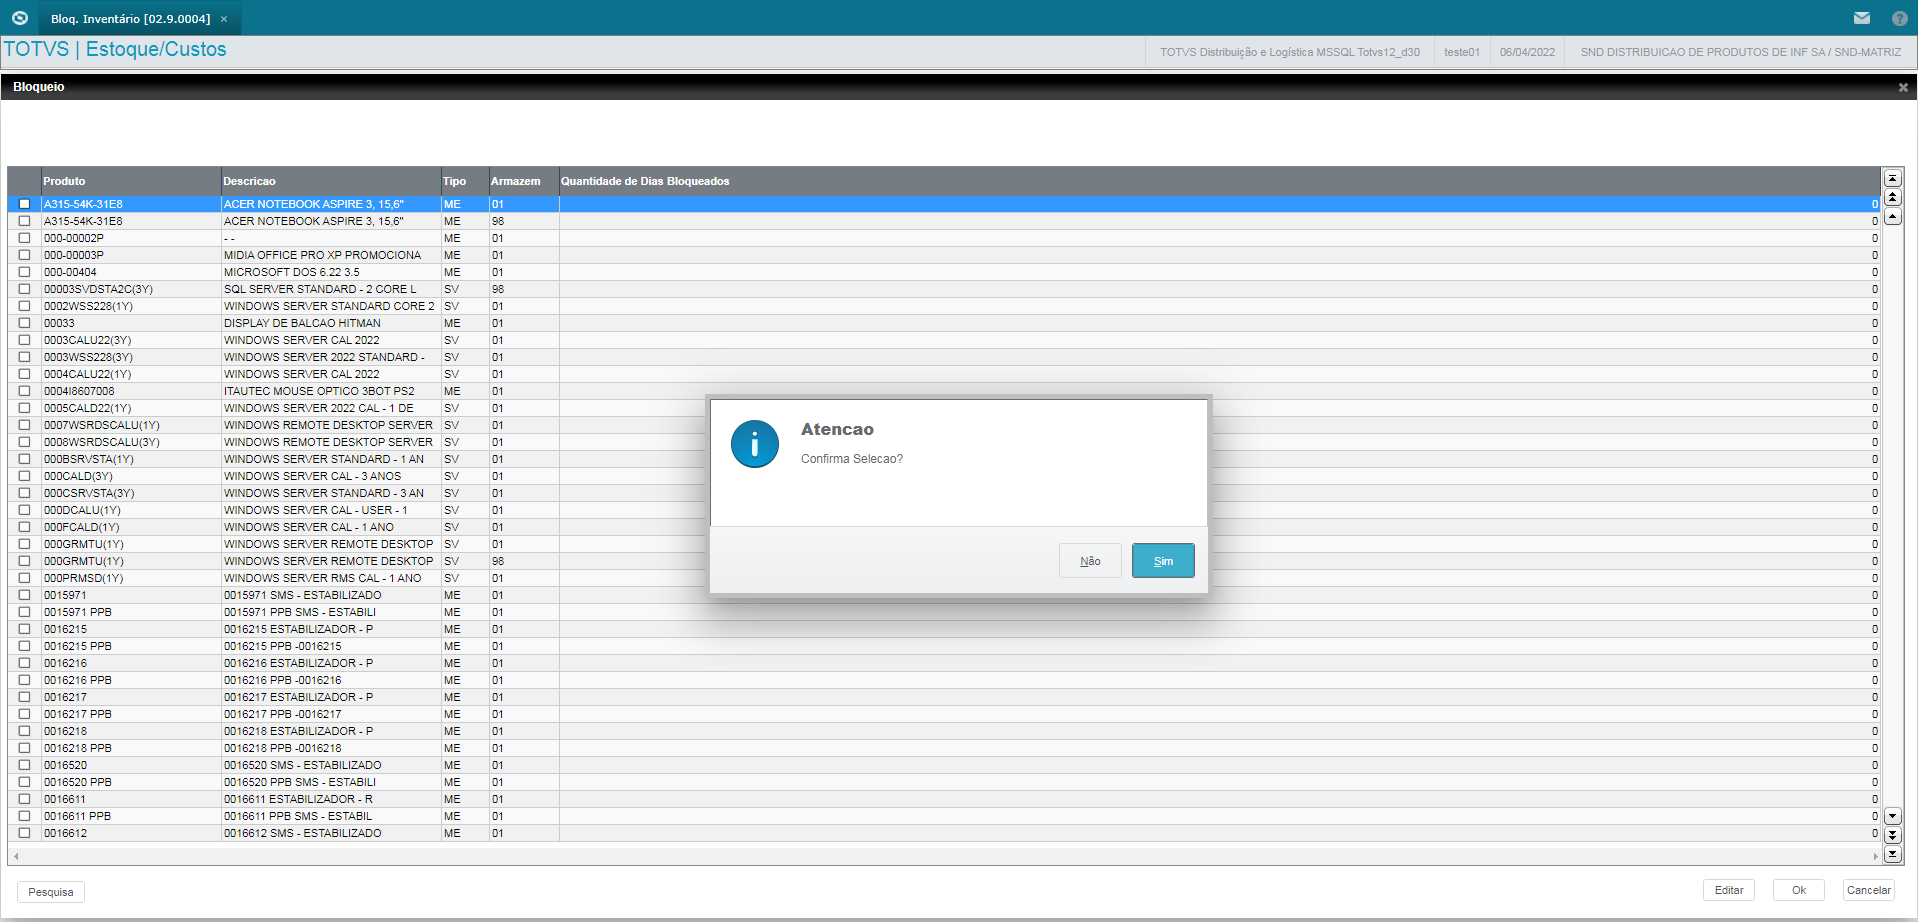 Bloq. Inventário [02.9.0004] ×
TOTVS | Estoque/Custos
TOTVS Distribuição e Logística MSSQL Totvs12_d30 teste01 06/04/2022 SND DISTRIBUICAO DE PRODUTOS DE INF SA / SND-MATRIZ
Bloqueio
Produto Descricao Tipo Armazem Quantidade de Dias Bloqueados
A315-54K-31E8 ACER NOTEBOOK ASPIRE 3, 15,6" ME 01 0
A315-54K-31E8 ACER NOTEBOOK ASPIRE 3, 15,6" ME 98 0
000-00002P - - ME 01 0
000-00003P MIDIA OFFICE PRO XP PROMOCIONA ME 01 0
000-00404 MICROSOFT DOS 6.22 3.5 ME 01 0
00003SVDSTA2C(3Y) SQL SERVER STANDARD - 2 CORE L SV 98 0
0002WSS228(1Y) WINDOWS SERVER STANDARD CORE 2 SV 01 0
00033 DISPLAY DE BALCAO HITMAN ME 01 0
0003CALU22(3Y) WINDOWS SERVER CAL 2022 SV 01 0
0003WSS228(3Y) WINDOWS SERVER 2022 STANDARD - SV 01 0
0004CALU22(1Y) WINDOWS SERVER CAL 2022 SV 01 0
0004I8607008 ITAUTEC MOUSE OPTICO 3BOT PS2 ME 01 0
0005CALD22(1Y) WINDOWS SERVER 2022 CAL - 1 DE SV 01 0
0007WSRDSCALU(1Y) WINDOWS REMOTE DESKTOP SERVER SV 01 0
0008WSRDSCALU(3Y) WINDOWS REMOTE DESKTOP SERVER SV 01 0
000BSRVSTA(1Y) WINDOWS SERVER STANDARD - 1 AN SV 01 0
000CALD(3Y) WINDOWS SERVER CAL - 3 ANOS SV 01 0
000CSRVSTA(3Y) WINDOWS SERVER STANDARD - 3 AN SV 01 0
000DCALU(1Y) WINDOWS SERVER CAL - USER - 1 SV 01 0
000FCALD(1Y) WINDOWS SERVER CAL - 1 ANO SV 01 0
000GRMTU(1Y) WINDOWS SERVER REMOTE DESKTOP SV 01 0
000GRMTU(1Y) WINDOWS SERVER REMOTE DESKTOP SV 98 0
000PRMSD(1Y) WINDOWS SERVER RMS CAL - 1 ANO SV 01 0
0015971 0015971 SMS - ESTABILIZADO ME 01 0
0015971 PPB 0015971 PPB SMS - ESTABILI ME 01 0
0016215 0016215 ESTABILIZADOR - P ME 01 0
0016215 PPB 0016215 PPB -0016215 ME 01 0
0016216 0016216 ESTABILIZADOR - P ME 01 0
0016216 PPB 0016216 PPB -0016216 ME 01 0
0016217 0016217 ESTABILIZADOR - P ME 01 0
0016217 PPB 0016217 PPB -0016217 ME 01 0
0016218 0016218 ESTABILIZADOR - P ME 01 0
0016218 PPB 0016218 PPB -0016218 ME 01 0
0016520 0016520 SMS - ESTABILIZADO ME 01 0
0016520 PPB 0016520 PPB SMS - ESTABILI ME 01 0
0016611 0016611 ESTABILIZADOR - R ME 01 0
0016611 PPB 0016611 PPB SMS - ESTABIL ME 01 0
0016612 0016612 SMS - ESTABILIZADO ME 01 0
Atencao
Confirma Selecao?
Não Sim
Pesquisa Editar Ok Cancelar